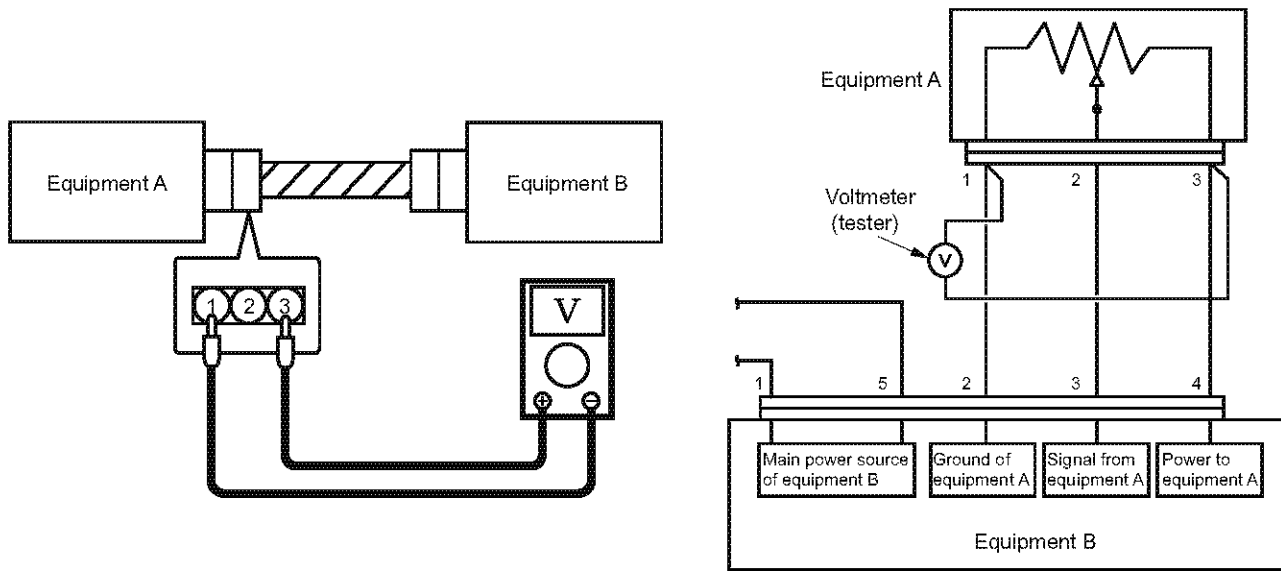 Equipment A
Equipment B
1 2 3
V
+ −
Equipment A
1 2 3
Voltmeter
(tester)
V
1 5 2 3 4
Main power source
of equipment B
Ground of
equipment A
Signal from
equipment A
Power to
equipment A
Equipment B